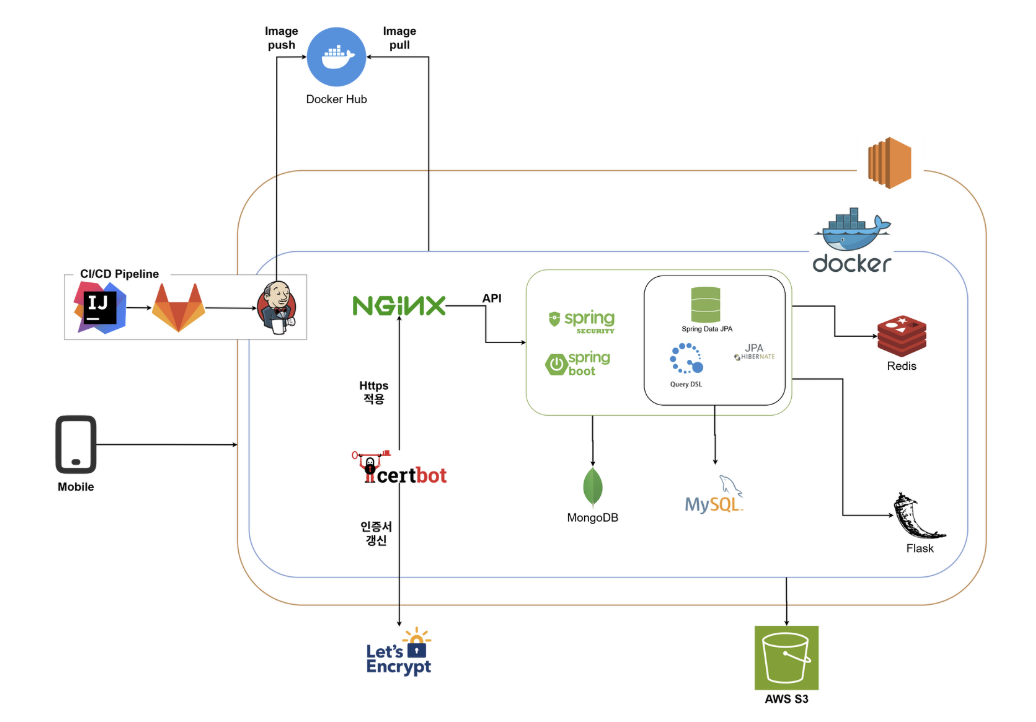 Image
push
Image
pull
Docker Hub
docker
CI/CD Pipeline
IJ
NGINX
API
spring
SECURITY
spring
boot
Spring Data JPA
Query DSL
JPA
HIBERNATE
Redis
Https
적용
Mobile
certbot
인증서
갱신
MongoDB
MySQL
Flask
Let's
Encrypt
AWS S3